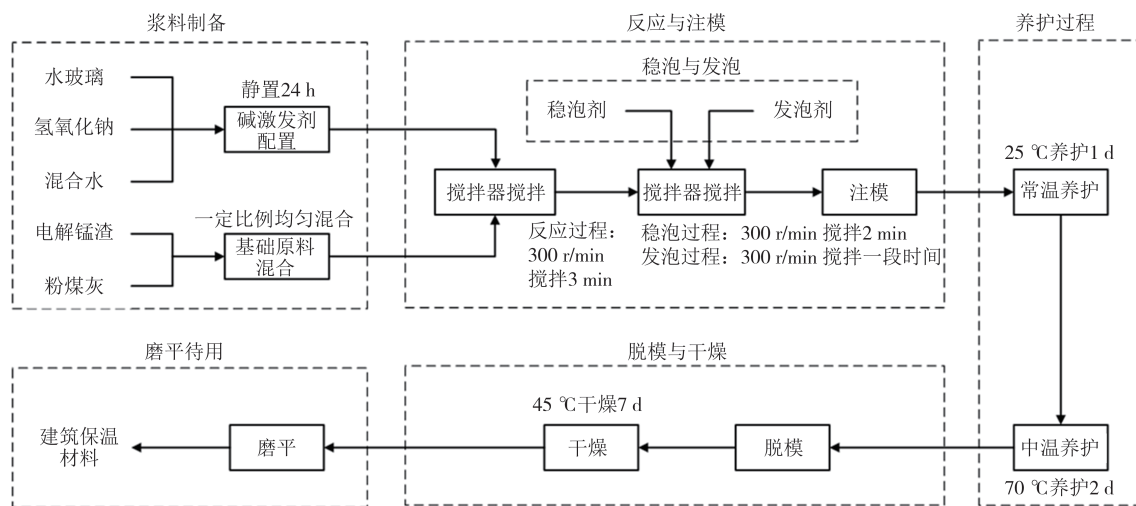 浆料制备
水玻璃
氢氧化钠
混合水
静置24 h
碱激发剂
配置
电解锰渣
粉煤灰
一定比例均匀混合
基础原料
混合
反应与注模
稳泡与发泡
稳泡剂
发泡剂
搅拌器搅拌
反应过程：
300 r/min
搅拌3 min
搅拌器搅拌
稳泡过程：300 r/min 搅拌2 min
发泡过程：300 r/min 搅拌一段时间
注模
养护过程
25 ℃养护1 d
常温养护
中温养护
70 ℃养护2 d
脱模与干燥
脱模
45 ℃干燥7 d
干燥
磨平待用
磨平
建筑保温
材料